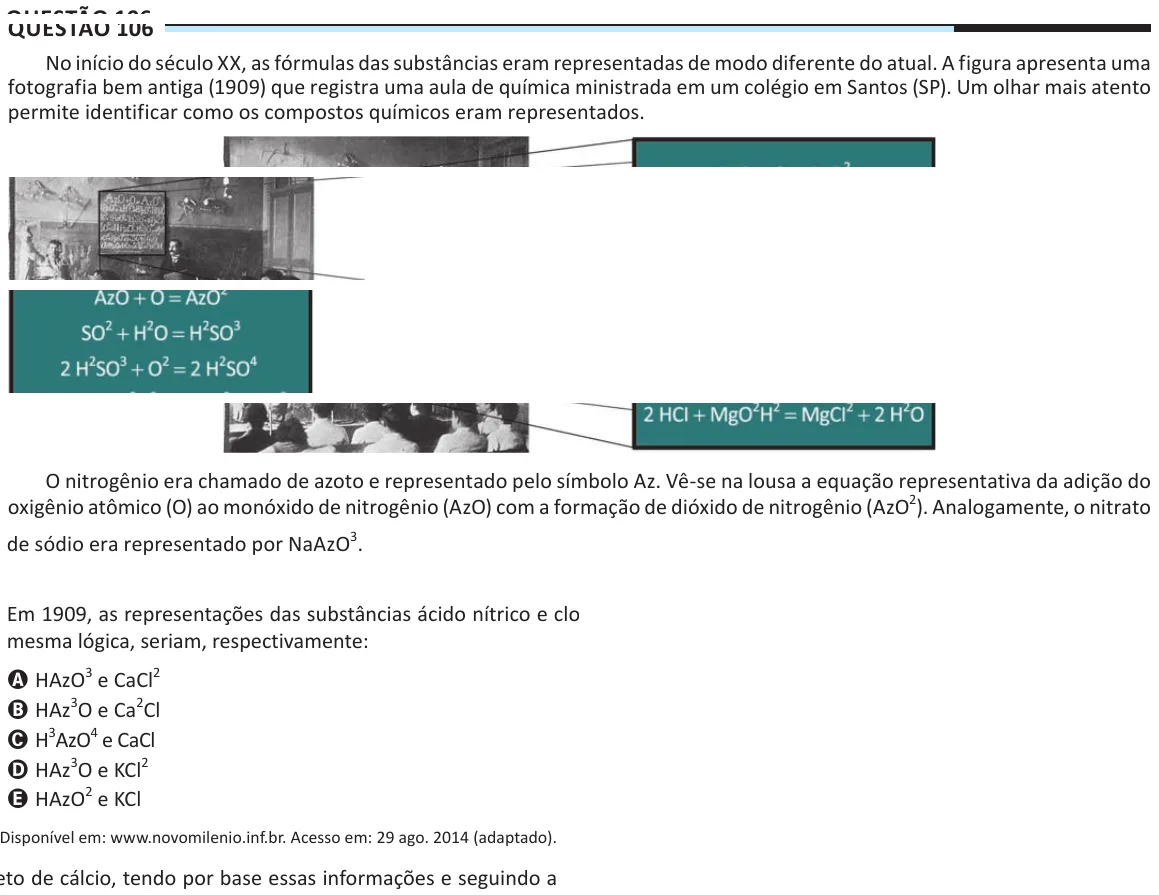 QUESTÃO 106
QUESTÃO 106
No início do século XX, as fórmulas das substâncias eram representadas de modo diferente do atual. A figura apresenta uma
fotografia bem antiga (1909) que registra uma aula de química ministrada em um colégio em Santos (SP). Um olhar mais atento
permite identificar como os compostos químicos eram representados.
AzO + O = AzO²
SO² + H²O = H²SO³
2 H²SO³ + O² = 2 H²SO⁴
2 HCl + MgO²H² = MgCl² + 2 H²O
O nitrogênio era chamado de azoto e representado pelo símbolo Az. Vê-se na lousa a equação representativa da adição do
oxigênio atômico (O) ao monóxido de nitrogênio (AzO) com a formação de dióxido de nitrogênio (AzO²). Analogamente, o nitrato
de sódio era representado por NaAzO³.
Em 1909, as representações das substâncias ácido nítrico e clo
mesma lógica, seriam, respectivamente:
A HAzO³ e CaCl²
B HAz³O e Ca²Cl
C H³AzO⁴ e CaCl
D HAz³O e KCl²
E HAzO² e KCl
Disponível em: www.novomilenio.inf.br. Acesso em: 29 ago. 2014 (adaptado).
eto de cálcio, tendo por base essas informações e seguindo a